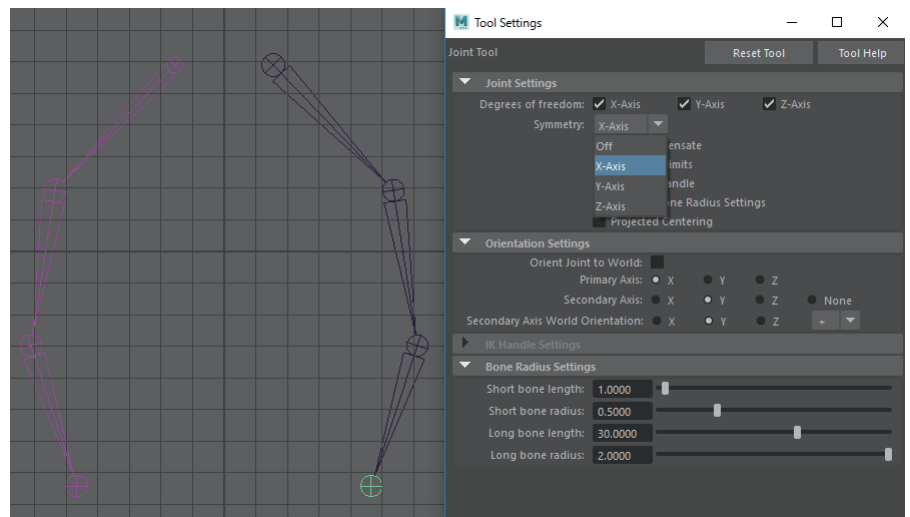 M Tool Settings
Joint Tool Reset Tool Tool Help
Joint Settings
Degrees of freedom: X-Axis Y-Axis Z-Axis
Symmetry: X-Axis
Off ensate
X-Axis imits
Y-Axis andle
Z-Axis ne Radius Settings
Projected Centering
Orientation Settings
Orient Joint to World:
Primary Axis: X Y Z
Secondary Axis: X Y Z None
Secondary Axis World Orientation: X Y Z +
IK Handle Settings
Bone Radius Settings
Short bone length: 1.0000
Short bone radius: 0.5000
Long bone length: 30.0000
Long bone radius: 2.0000